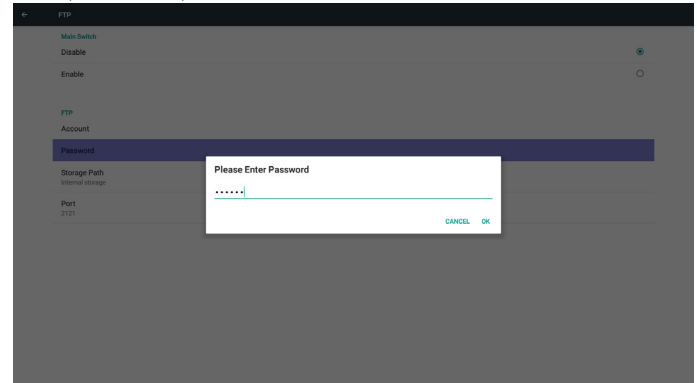 FTP
Main Switch
Disable
Enable
FTP
Account
Password
Storage Path
Internal storage
Port
2121
Please Enter Password
••••••
CANCEL OK